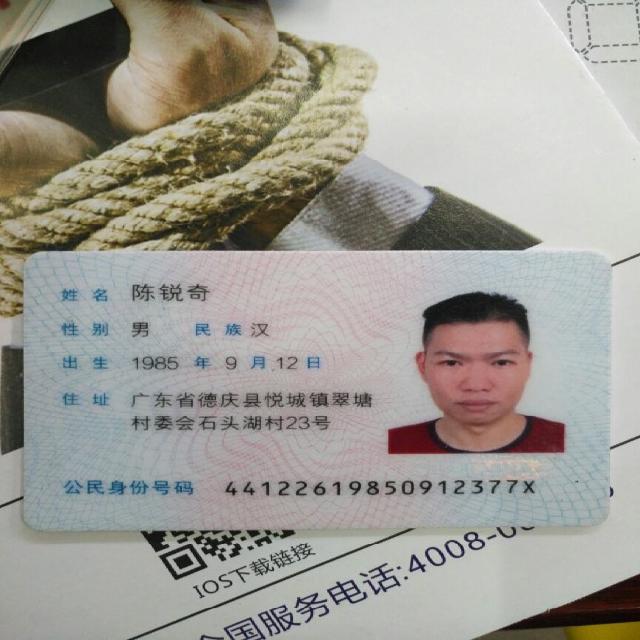 姓名 陈锐奇
性别 男 民族 汉
出生 1985 年 9 月 12 日
住址 广东省德庆县悦城镇翠塘
村委会石头湖村23号
公民身份号码 44122619850912377X
IOS下载链接
全国服务电话:4008-0